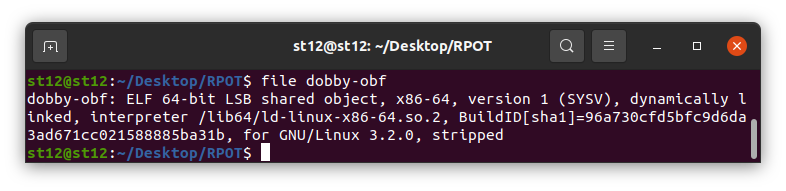 st12@st12: ~/Desktop/RPOT
st12@st12:~/Desktop/RPOT$ file dobby-obf
dobby-obf: ELF 64-bit LSB shared object, x86-64, version 1 (SYSV), dynamically l
inked, interpreter /lib64/ld-linux-x86-64.so.2, BuildID[sha1]=96a730cfd5bfc9d6da
3ad671cc021588885ba31b, for GNU/Linux 3.2.0, stripped
st12@st12:~/Desktop/RPOT$